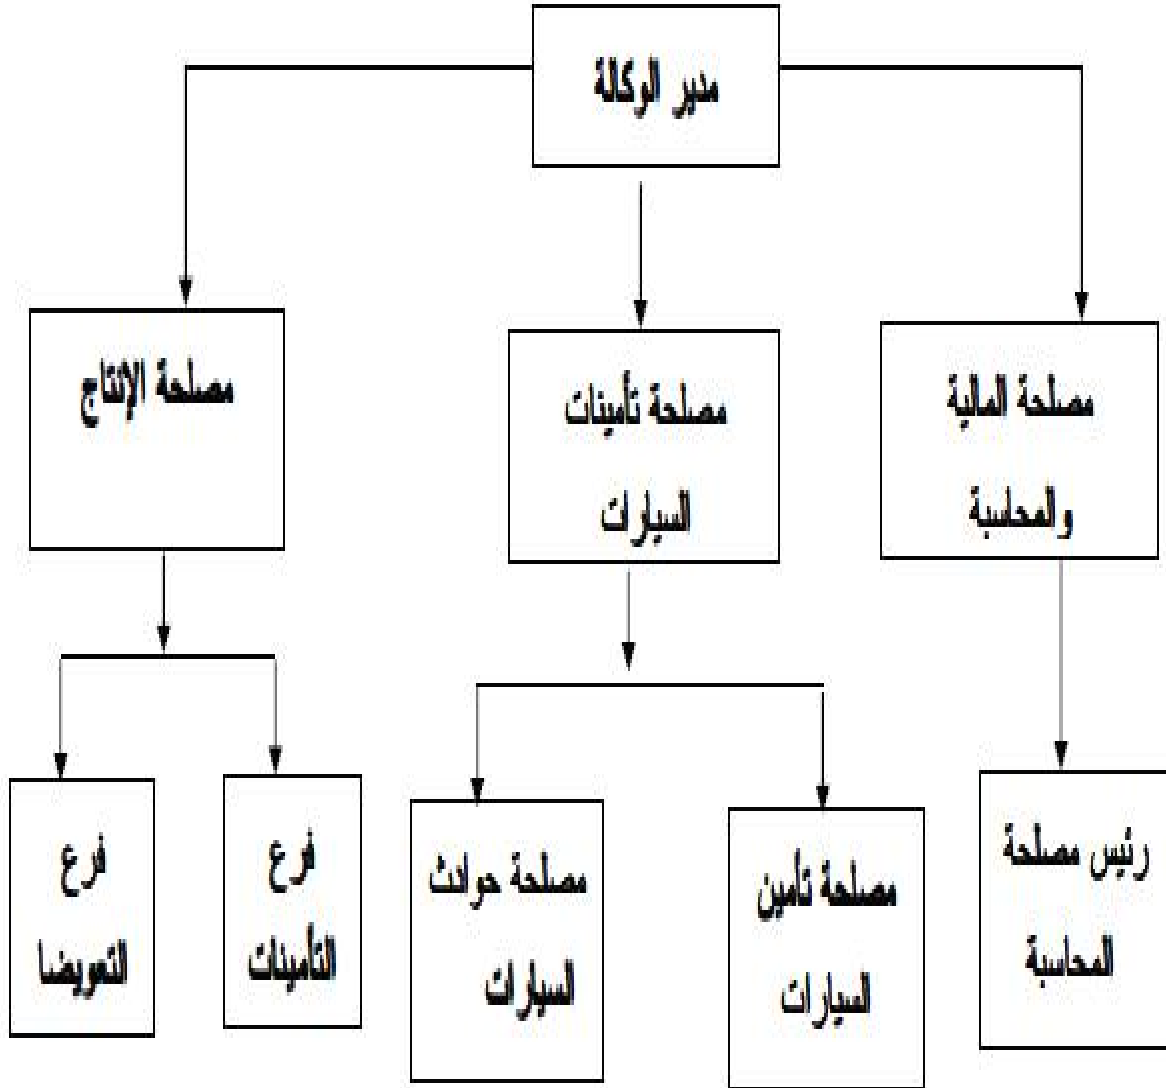 مدير الوكالة
مصلحة المالية
والمحاسبة
مصلحة تأمينات
السيارات
مصلحة الإنتاج
رئيس مصلحة
المحاسبة
مصلحة تأمين
السيارات
مصلحة حوادث
السيارات
فرع
التأمينات
فرع
التعويضا